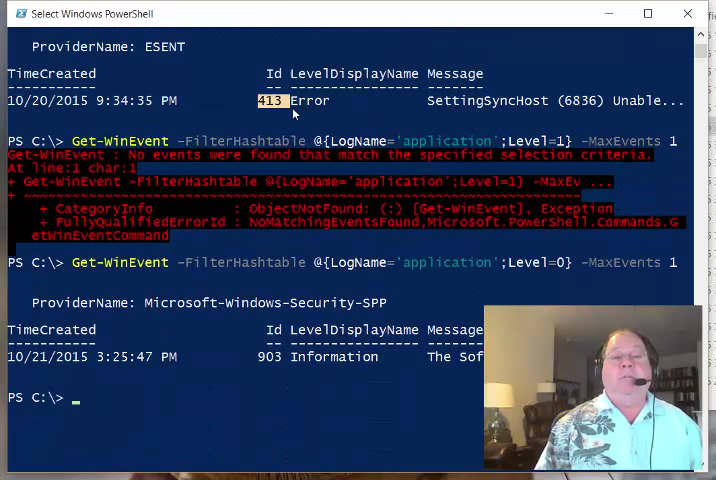 Select Windows PowerShell
ProviderName: ESENT
TimeCreated Id LevelDisplayName Message
----------- -- ---------------- -------
10/20/2015 9:34:35 PM 413 Error SettingSyncHost (6836) Unable...
PS C:\> Get-WinEvent -FilterHashtable @{LogName='application';Level=1} -MaxEvents 1
Get-WinEvent : No events were found that match the specified selection criteria.
At line:1 char:1
+ Get-WinEvent -FilterHashtable @{LogName='application';Level=1} -MaxEv ...
+ ~~~~~~~~~~~~~~~~~~~~~~~~~~~~~~~~~~~~~~~~~~~~~~~~~~~~~~~~~~~~~~~~~~~~~
+ CategoryInfo : ObjectNotFound: (:) [Get-WinEvent], Exception
+ FullyQualifiedErrorId : NoMatchingEventsFound,Microsoft.PowerShell.Commands.G
etWinEventCommand
PS C:\> Get-WinEvent -FilterHashtable @{LogName='application';Level=0} -MaxEvents 1
ProviderName: Microsoft-Windows-Security-SPP
TimeCreated Id LevelDisplayName Message
----------- -- ---------------- -------
10/21/2015 3:25:47 PM 903 Information The Sof
PS C:\> _